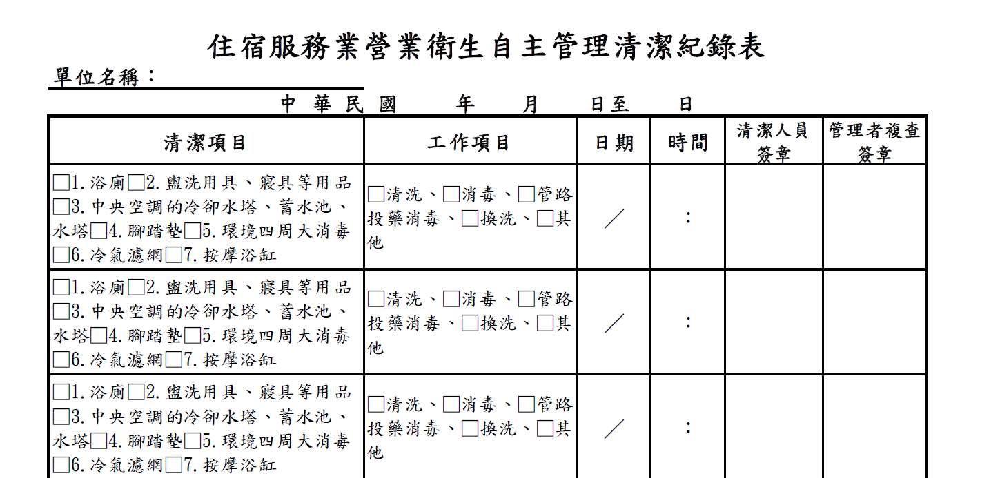 住宿服務業營業衛生自主管理清潔紀錄表
單位名稱：
中 華 民 國 年 月 日至 日
清潔項目 工作項目 日期 時間 清潔人員簽章 管理者複查簽章
□1.浴廁□2.盥洗用具、寢具等用品
□3.中央空調的冷卻水塔、蓄水池、
水塔□4.腳踏墊□5.環境四周大消毒
□6.冷氣濾網□7.按摩浴缸
□清洗、□消毒、□管路
投藥消毒、□換洗、□其
他
／
：
□1.浴廁□2.盥洗用具、寢具等用品
□3.中央空調的冷卻水塔、蓄水池、
水塔□4.腳踏墊□5.環境四周大消毒
□6.冷氣濾網□7.按摩浴缸
□清洗、□消毒、□管路
投藥消毒、□換洗、□其
他
／
：
□1.浴廁□2.盥洗用具、寢具等用品
□3.中央空調的冷卻水塔、蓄水池、
水塔□4.腳踏墊□5.環境四周大消毒
□6.冷氣濾網□7.按摩浴缸
□清洗、□消毒、□管路
投藥消毒、□換洗、□其
他
／
：